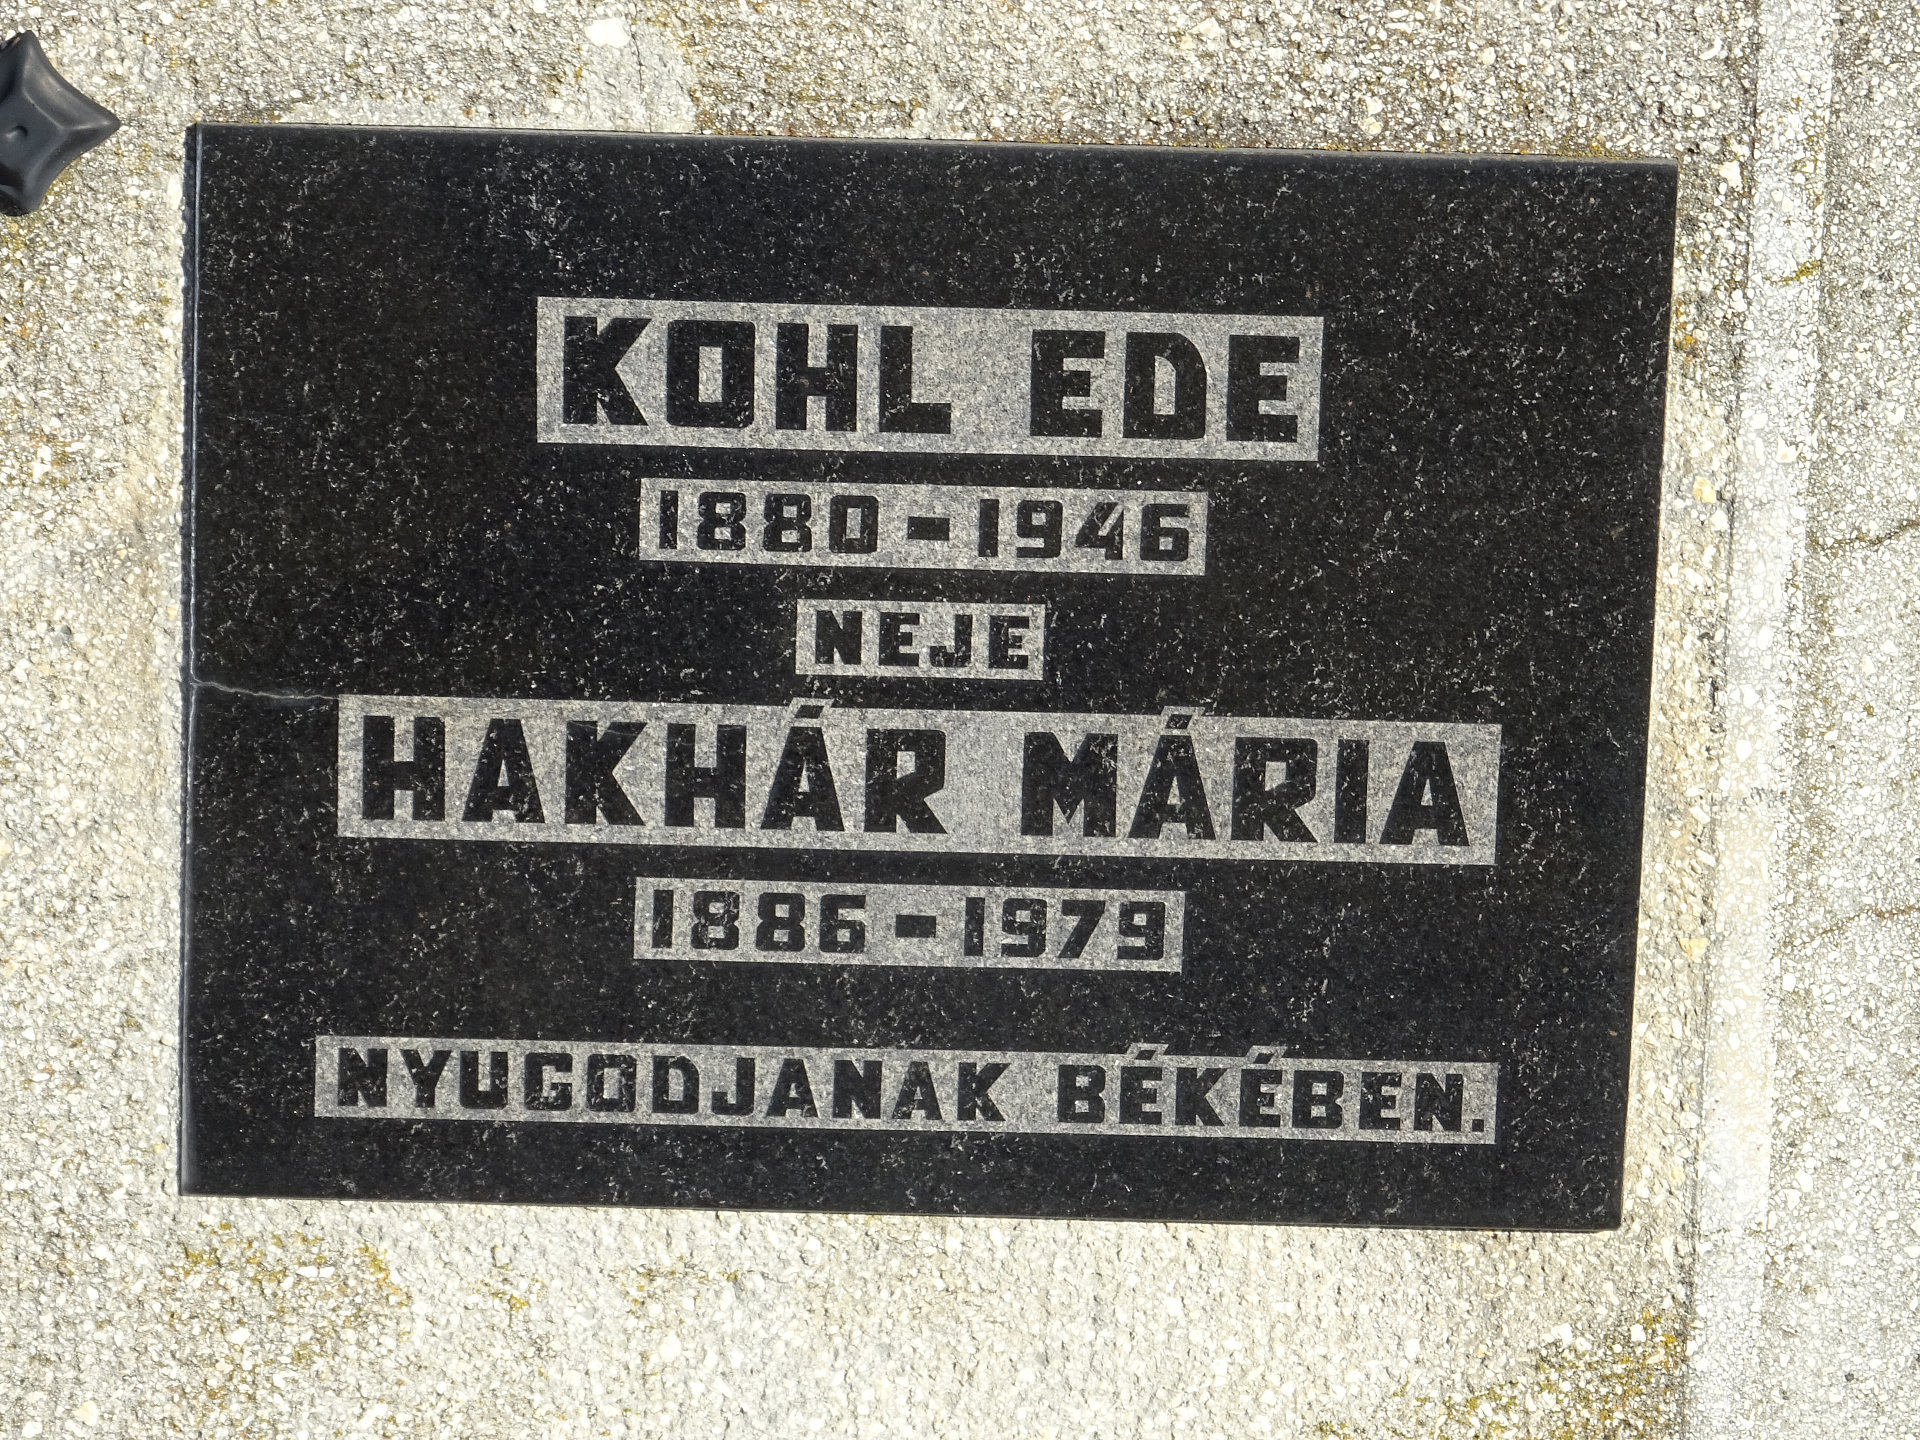 KOHL EDE
1880-1946
NEJE
HAKHÁR MÁRIA
1886-1979
NYUGODJANAK BÉKÉBEN.